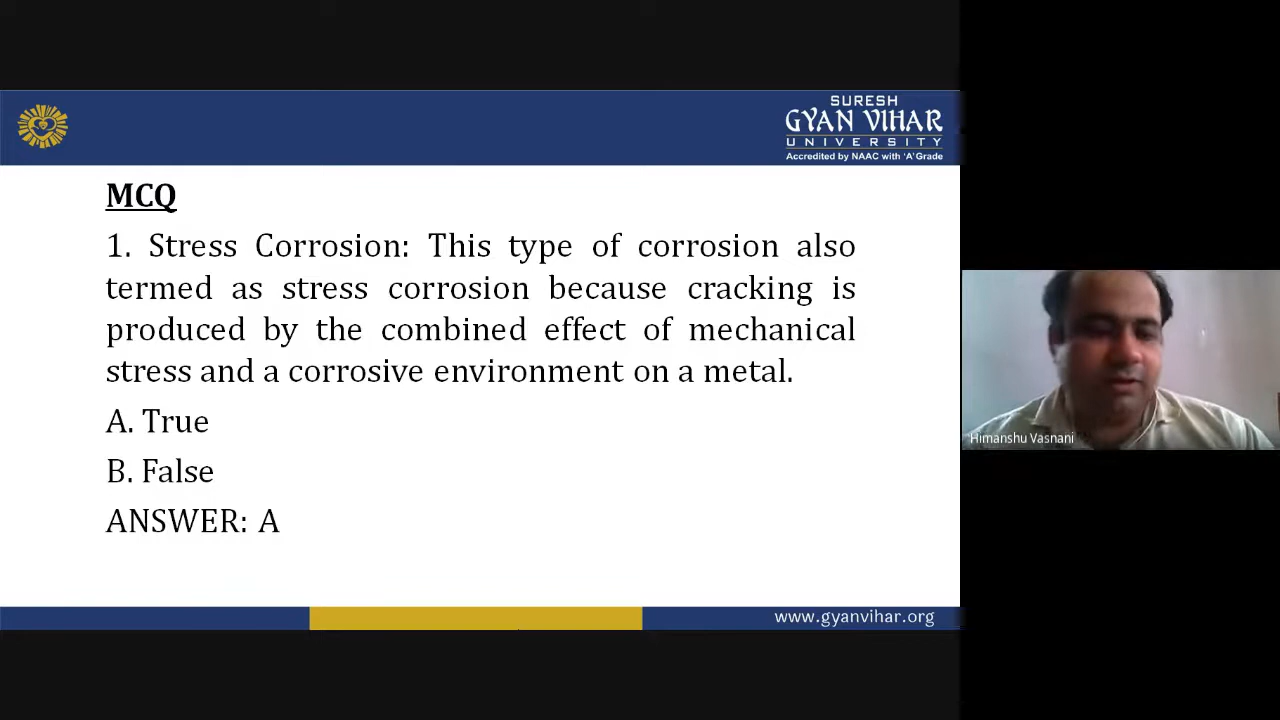 SURESH
GYAN VIHAR
UNIVERSITY
Accredited by NAAC with 'A' Grade
MCQ
1. Stress Corrosion: This type of corrosion also
termed as stress corrosion because cracking is
produced by the combined effect of mechanical
stress and a corrosive environment on a metal.
A. True
B. False
ANSWER: A
www.gyanvihar.org
Himanshu Vasnani